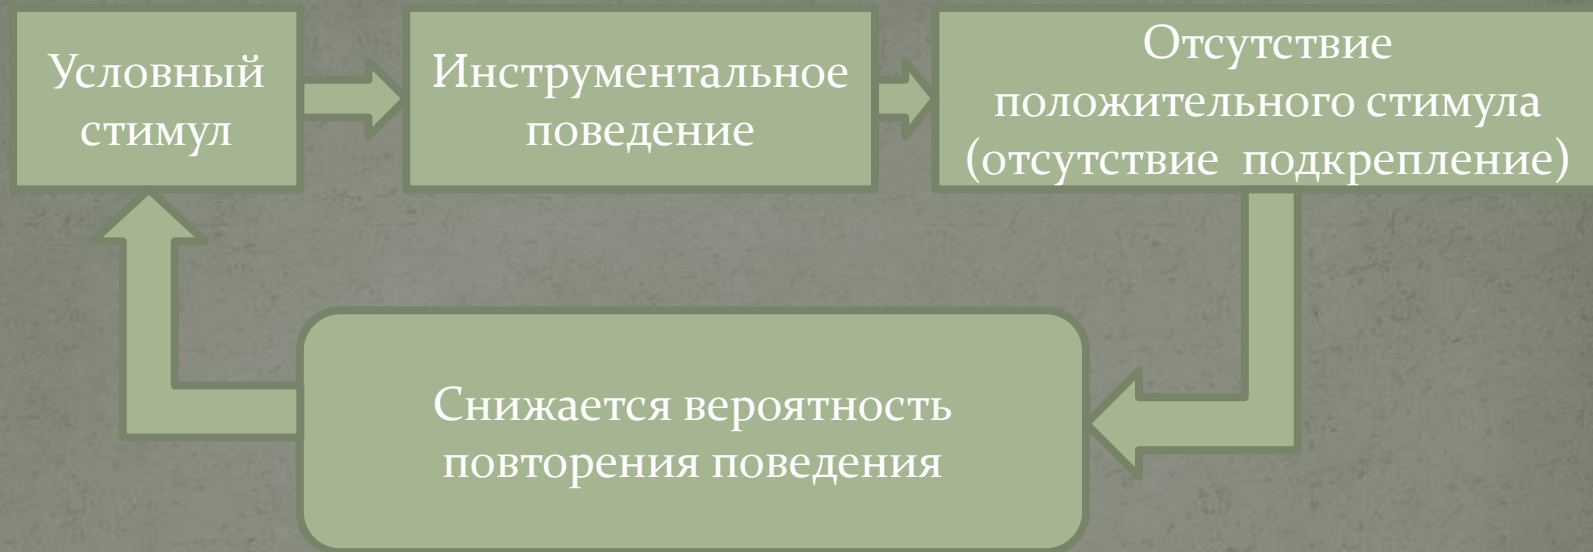 Условный
стимул
Инструментальное
поведение
Отсутствие
положительного стимула
(отсутствие подкрепление)
Снижается вероятность
повторения поведения